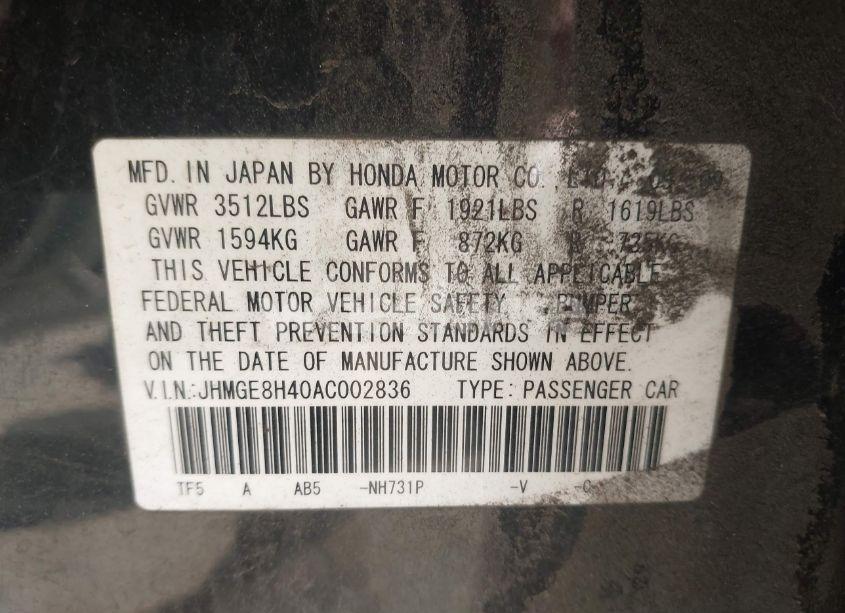 MFD. IN JAPAN BY HONDA MOTOR CO.
GVWR 3512LBS GAWR F 1921LBS R 1619LBS
GVWR 1594KG GAWR F 872KG R 735KG
THIS VEHICLE CONFORMS TO ALL APPLICABLE
FEDERAL MOTOR VEHICLE SAFETY BUMPER
AND THEFT PREVENTION STANDARDS IN EFFECT
ON THE DATE OF MANUFACTURE SHOWN ABOVE.
V.I.N.:JHMGE8H40AC002836 TYPE: PASSENGER CAR
TF5 A AB5 -NH731P -V -C